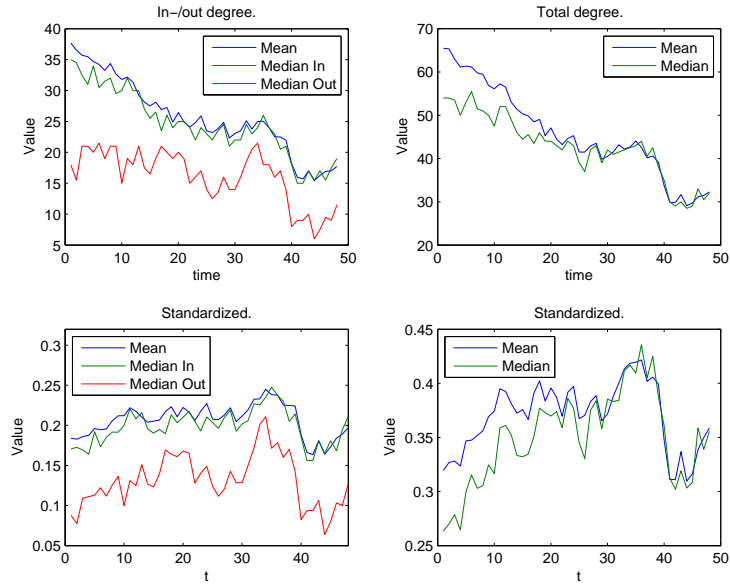 In-/out degree.
40
35
30
25
20
15
10
5
Value
Mean
Median In
Median Out
0
10
20
30
40
50
time
Total degree.
70
60
50
40
30
20
Value
Mean
Median
0
10
20
30
40
50
time
Standardized.
0.3
0.25
0.2
0.15
0.1
0.05
Value
Mean
Median In
Median Out
0
10
20
30
40
t
Standardized.
0.45
0.4
0.35
0.3
0.25
Value
Mean
Median
0
10
20
30
40
50
t